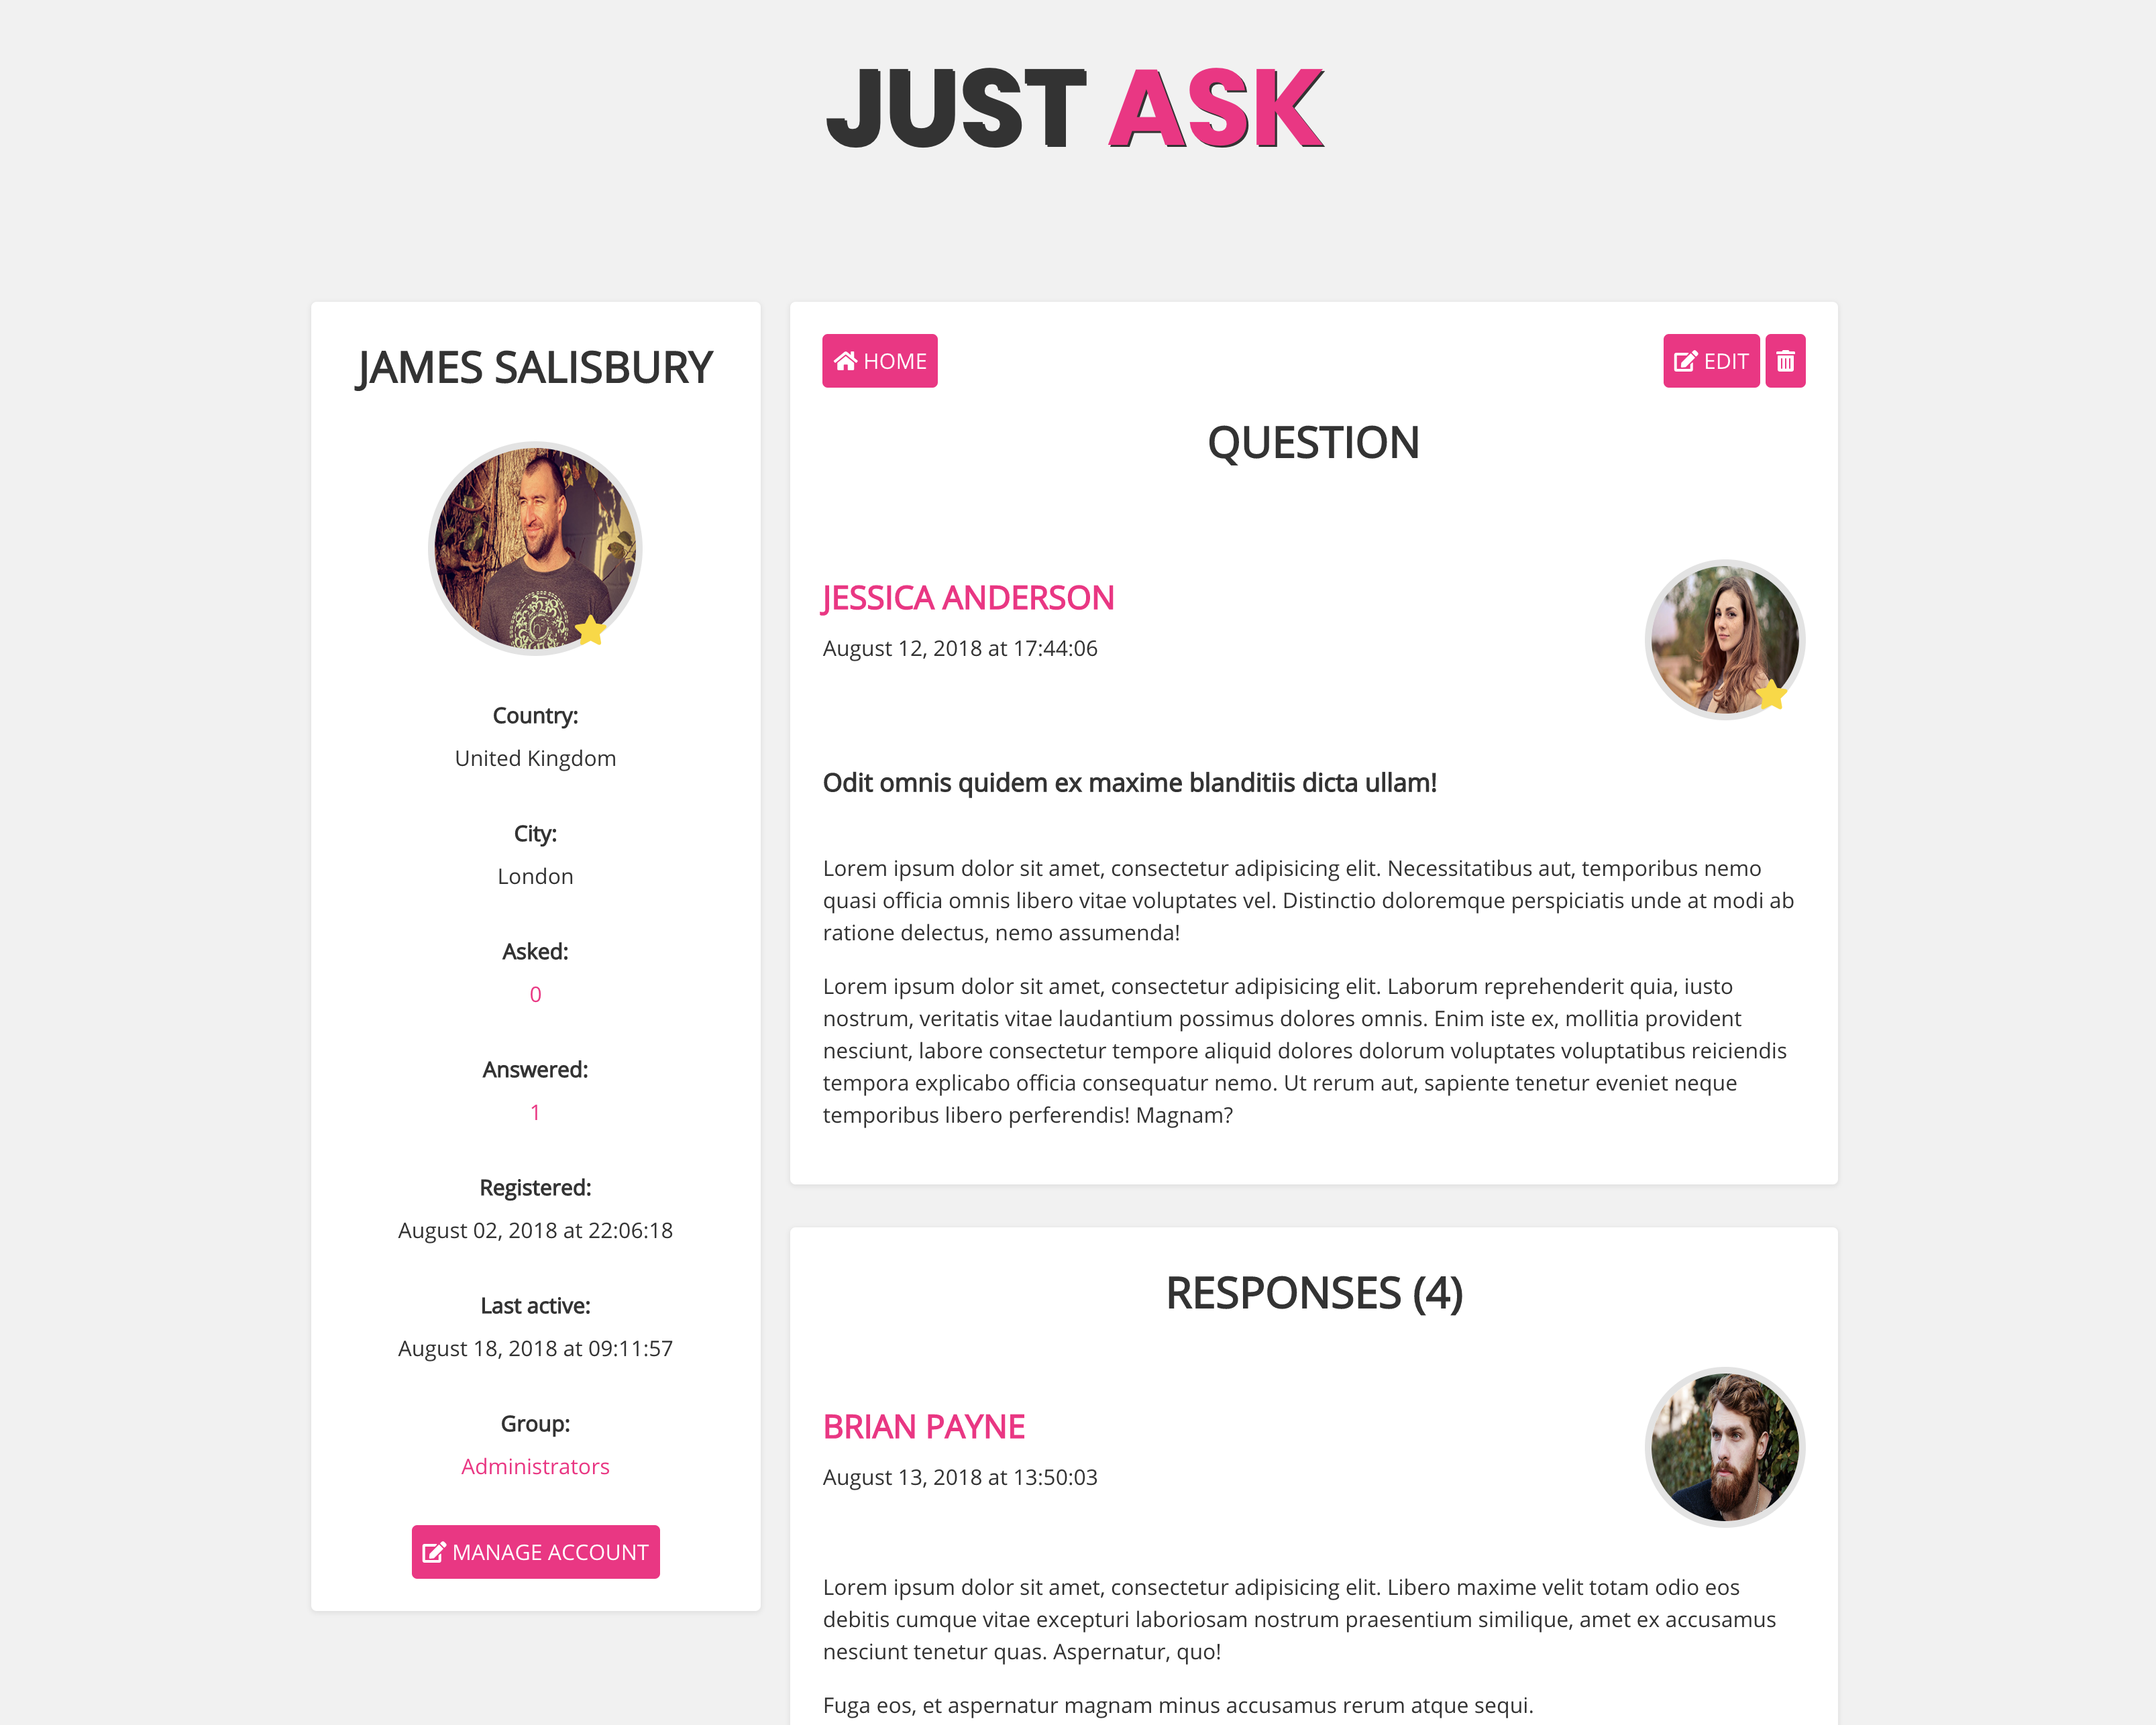 JUST ASK
JAMES SALISBURY
Country:
United Kingdom
City:
London
Asked:
0
Answered:
1
Registered:
August 02, 2018 at 22:06:18
Last active:
August 18, 2018 at 09:11:57
Group:
Administrators
MANAGE ACCOUNT
HOME
EDIT
QUESTION
JESSICA ANDERSON
August 12, 2018 at 17:44:06
Odit omnis quidem ex maxime blanditiis dicta ullam!
Lorem ipsum dolor sit amet, consectetur adipisicing elit. Necessitatibus aut, temporibus nemo
quasi officia omnis libero vitae voluptates vel. Distinctio doloremque perspiciatis unde at modi ab
ratione delectus, nemo assumenda!
Lorem ipsum dolor sit amet, consectetur adipisicing elit. Laborum reprehenderit quia, iusto
nostrum, veritatis vitae laudantium possimus dolores omnis. Enim iste ex, mollitia provident
nesciunt, labore consectetur tempore aliquid dolores dolorum voluptates voluptatibus reiciendis
tempora explicabo officia consequatur nemo. Ut rerum aut, sapiente tenetur eveniet neque
temporibus libero perferendis! Magnam?
RESPONSES (4)
BRIAN PAYNE
August 13, 2018 at 13:50:03
Lorem ipsum dolor sit amet, consectetur adipisicing elit. Libero maxime velit totam odio eos
debitis cumque vitae excepturi laboriosam nostrum praesentium similique, amet ex accusamus
nesciunt tenetur quas. Aspernatur, quo!
Fuga eos, et aspernatur magnam minus accusamus rerum atque sequi.